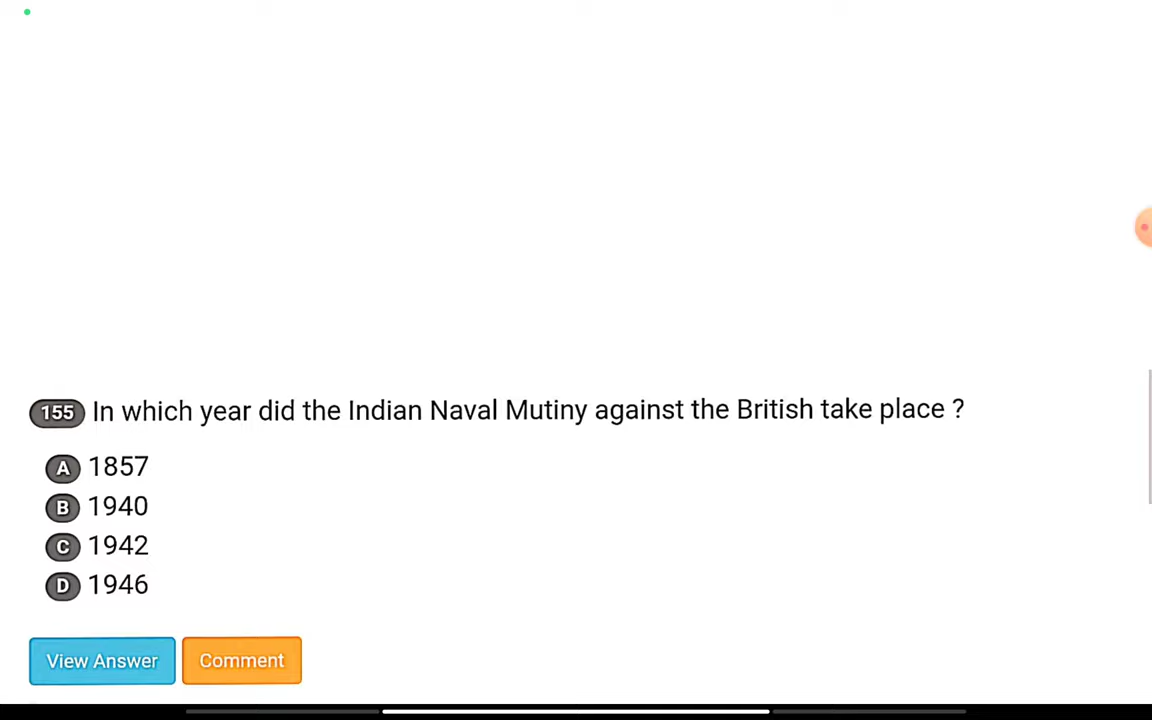 155 In which year did the Indian Naval Mutiny against the British take place ?
A 1857
B 1940
C 1942
D 1946
View Answer Comment